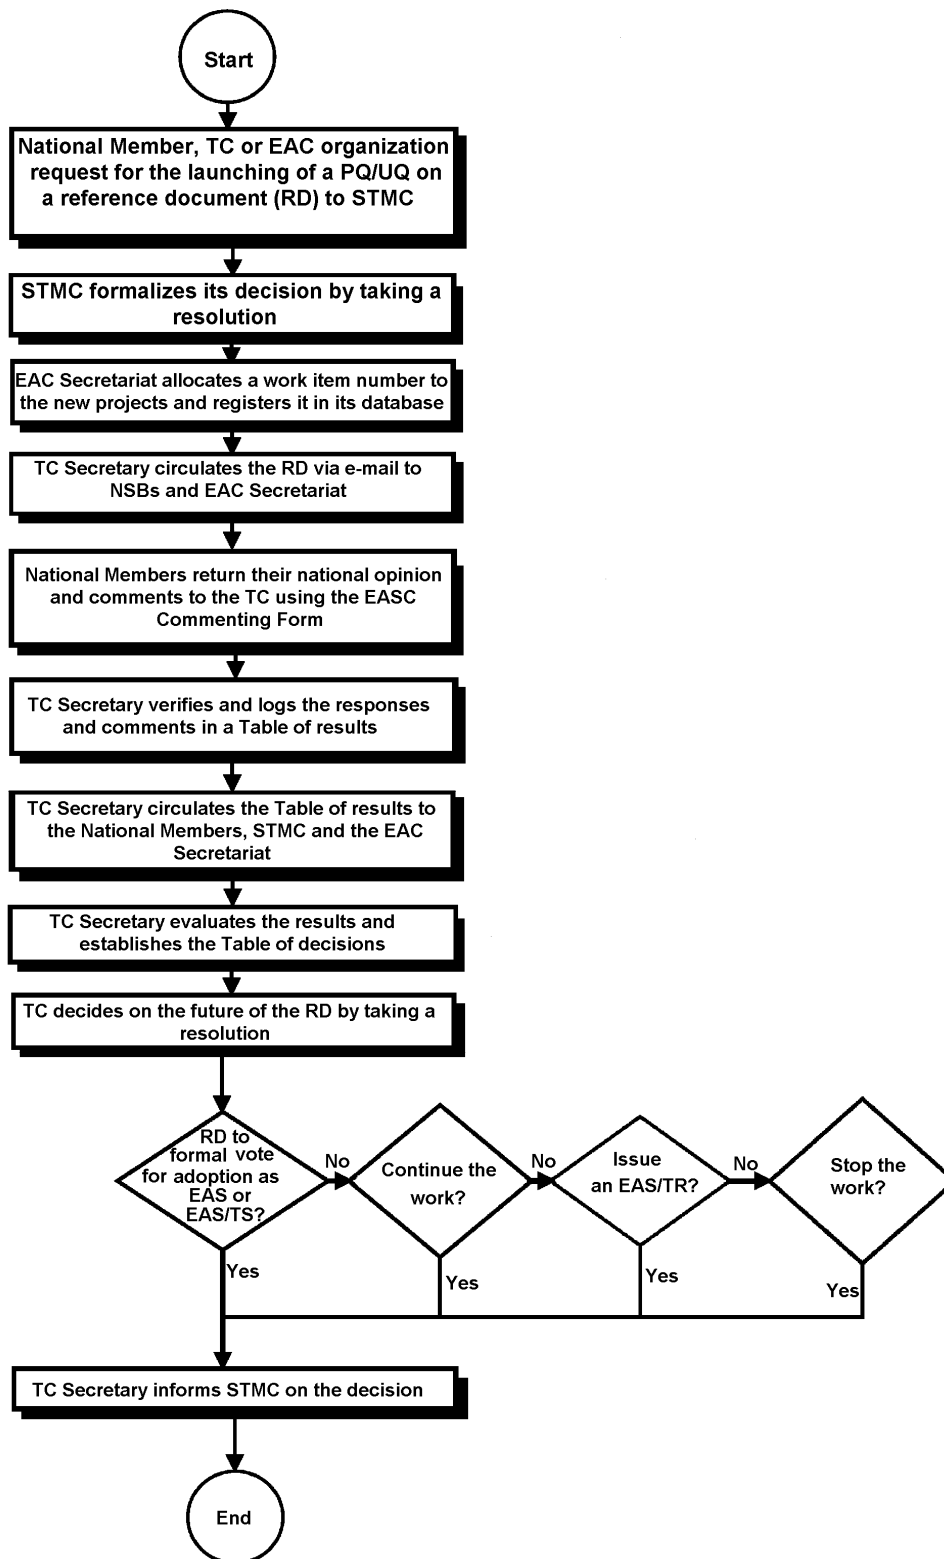 Start
National Member, TC or EAC organization
request for the launching of a PQ/UQ on
a reference document (RD) to STMC
STMC formalizes its decision by taking a
resolution
EAC Secretariat allocates a work item number to
the new projects and registers it in its database
TC Secretary circulates the RD via e-mail to
NSBs and EAC Secretariat
National Members return their national opinion
and comments to the TC using the EASC
Commenting Form
TC Secretary verifies and logs the responses
and comments in a Table of results
TC Secretary circulates the Table of results to
the National Members, STMC and the EAC
Secretariat
TC Secretary evaluates the results and
establishes the Table of decisions
TC decides on the future of the RD by taking a
resolution
RD to
formal vote
for adoption as
EAS or
EAS/TS?
No
Continue the
work?
No
Issue
an EAS/TR?
No
Stop the
work?
Yes
Yes
Yes
Yes
TC Secretary informs STMC on the decision
End